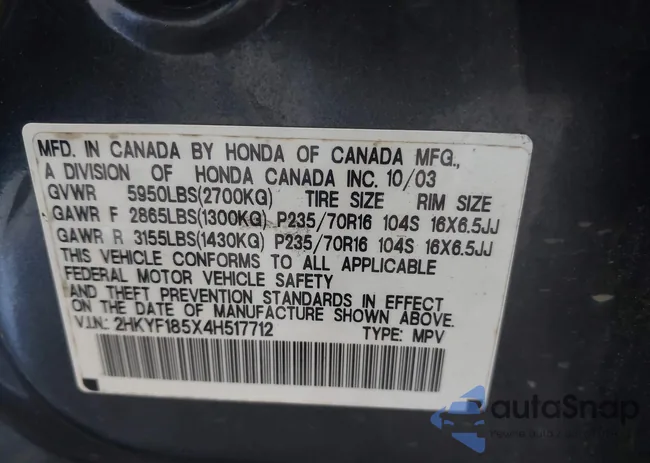 MFD. IN CANADA BY HONDA OF CANADA MFG.,
A DIVISION OF HONDA CANADA INC. 10/03
GVWR 5950LBS(2700KG) TIRE SIZE RIM SIZE
GAWR F 2865LBS(1300KG) P235/70R16 104S 16X6.5JJ
GAWR R 3155LBS(1430KG) P235/70R16 104S 16X6.5JJ
THIS VEHICLE CONFORMS TO ALL APPLICABLE
FEDERAL MOTOR VEHICLE SAFETY
AND THEFT PREVENTION STANDARDS IN EFFECT
ON THE DATE OF MANUFACTURE SHOWN ABOVE.
V.I.N.: 2HKYF185X4H517712 TYPE: MPV
autaSnap